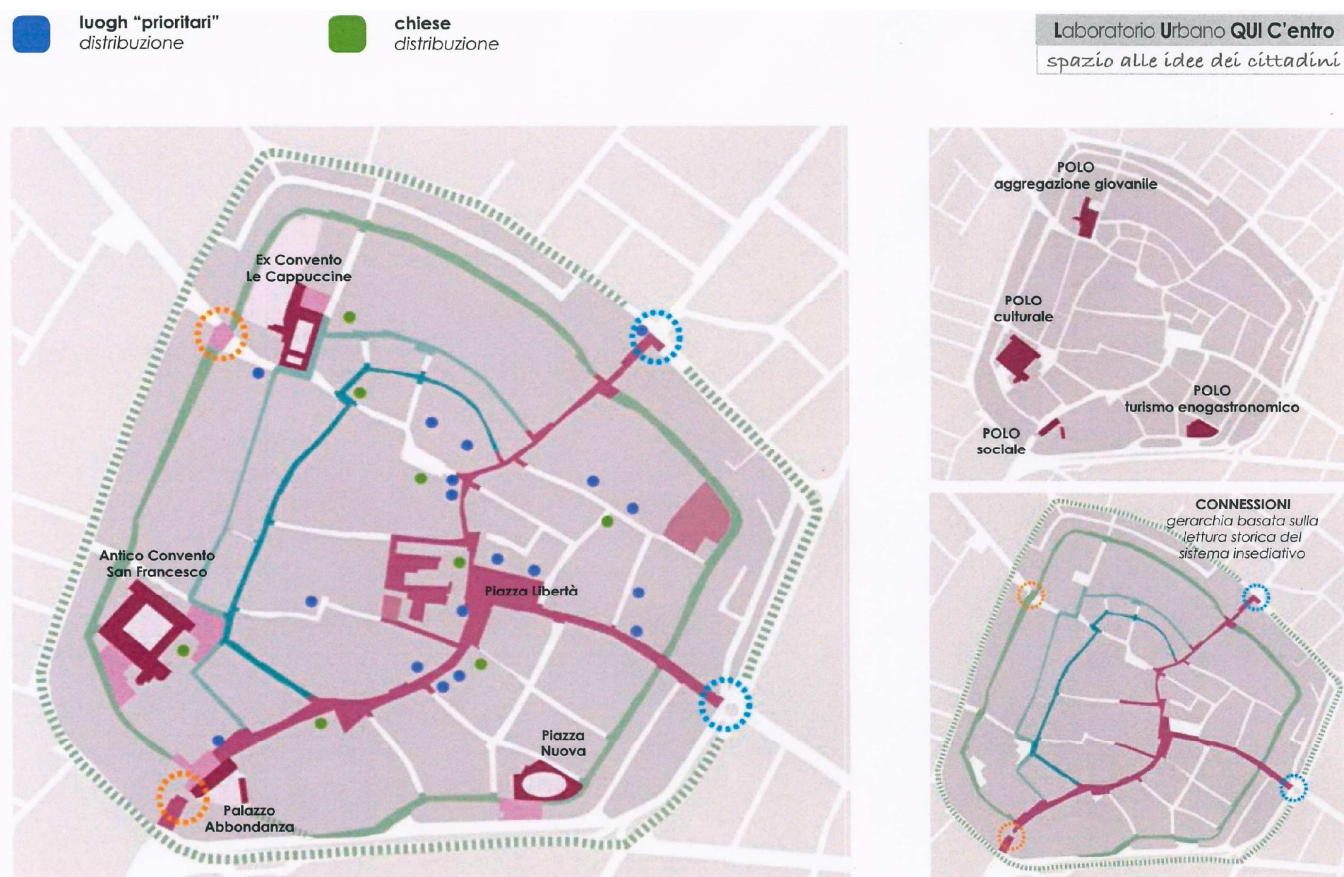 luogh “prioritari”
distribuzione
chiese
distribuzione
Laboratorio Urbano QUI C'entro
spazio alle idee dei cittadini
Ex Convento
Le Cappuccine
Antico Convento
San Francesco
Piazza Libertà
Piazza
Nuova
Palazzo
Abbondanza
POLO
aggregazione giovanile
POLO
culturale
POLO
turismo enogastronomico
POLO
sociale
CONNESSIONI
gerarchia basata sulla
lettura storica del
sistema insediativo